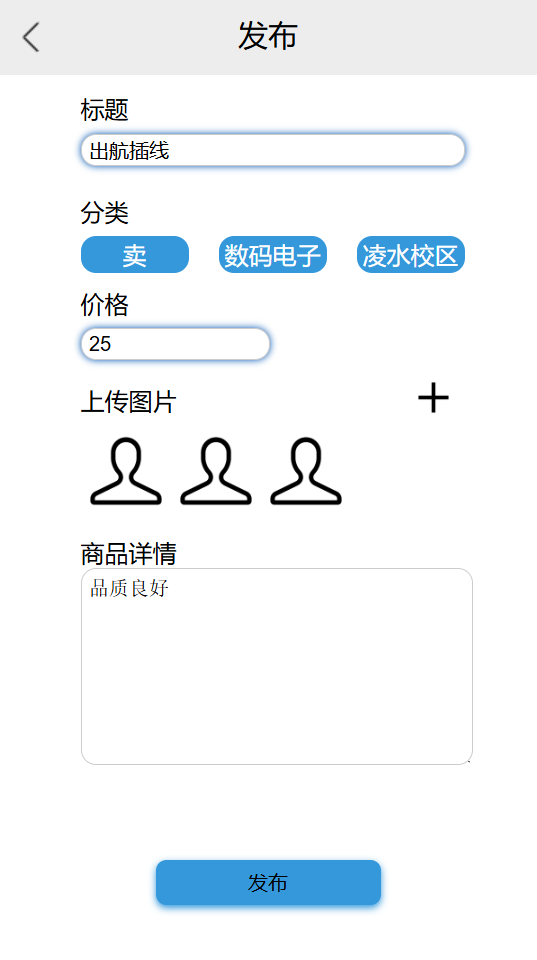 发布
标题
出航插线
分类
卖 数码电子 凌水校区
价格
25
上传图片
商品详情
品质良好
发布